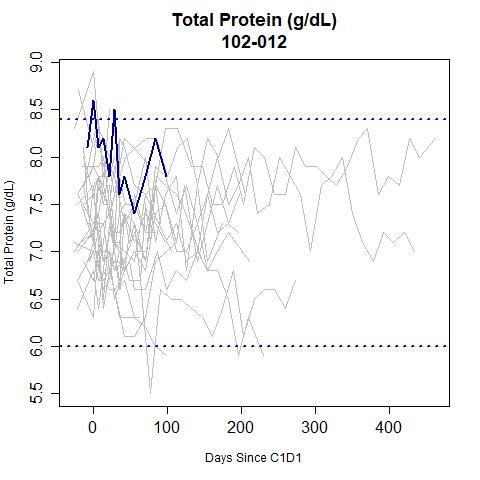 Total Protein (g/dL)
102-012
Total Protein (g/dL)
9.0
8.5
8.0
7.5
7.0
6.5
6.0
5.5
0 100 200 300 400
Days Since C1D1